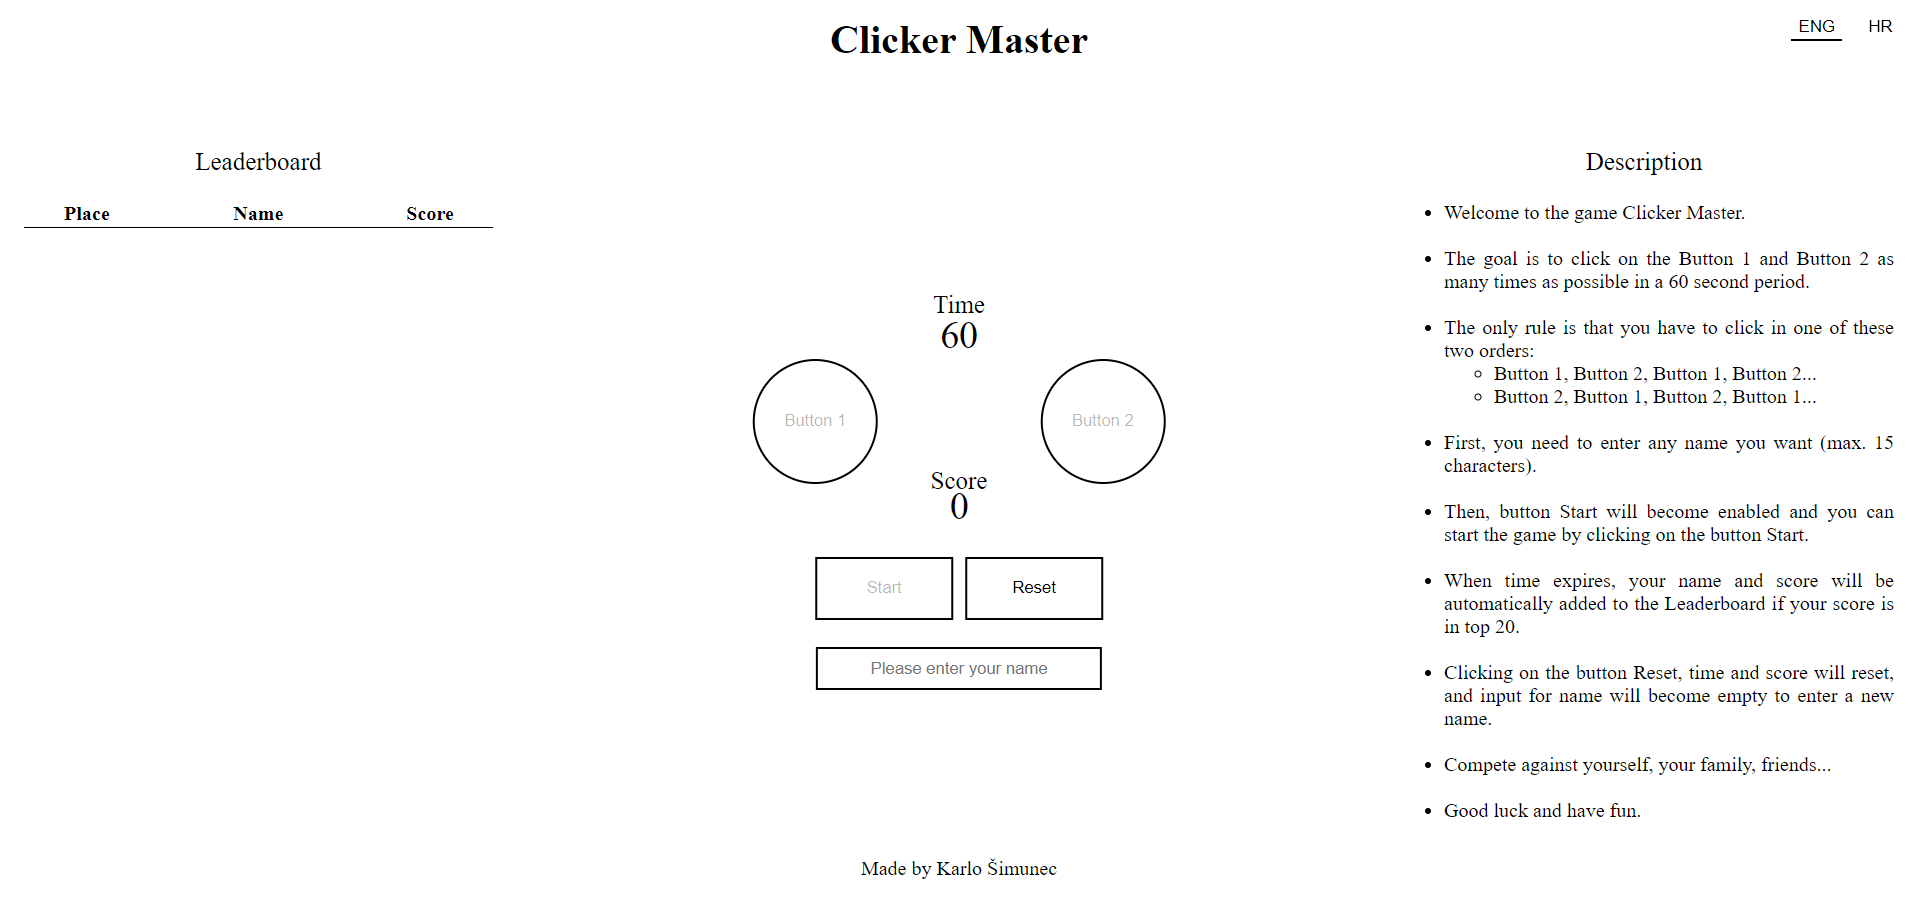 Clicker Master
ENG HR
Leaderboard
Place Name Score
Time
60
Button 1
Button 2
Score
0
Start
Reset
Please enter your name
Description
Welcome to the game Clicker Master.
The goal is to click on the Button 1 and Button 2 as
many times as possible in a 60 second period.
The only rule is that you have to click in one of these
two orders:
Button 1, Button 2, Button 1, Button 2...
Button 2, Button 1, Button 2, Button 1...
First, you need to enter any name you want (max. 15
characters).
Then, button Start will become enabled and you can
start the game by clicking on the button Start.
When time expires, your name and score will be
automatically added to the Leaderboard if your score is
in top 20.
Clicking on the button Reset, time and score will reset,
and input for name will become empty to enter a new
name.
Compete against yourself, your family, friends...
Good luck and have fun.
Made by Karlo Šimunec